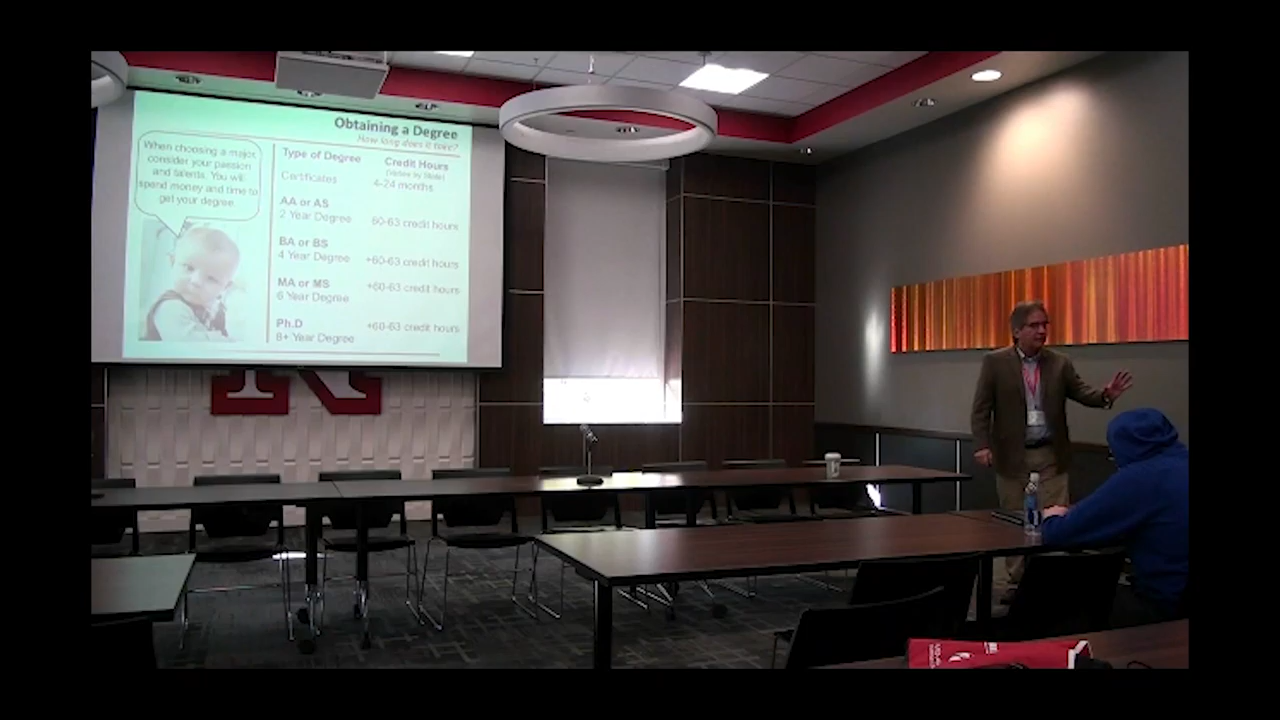 Obtaining a Degree
How long does it take?
When choosing a major,
consider your passion
and talents. You will
spend money and time to
get your degree.
Type of Degree
Credit Hours
(Varies by State)
Certificates
4-24 months
AA or AS
2 Year Degree
60-63 credit hours
BA or BS
4 Year Degree
+60-63 credit hours
MA or MS
6 Year Degree
+60-63 credit hours
Ph.D
8+ Year Degree
+60-63 credit hours
N